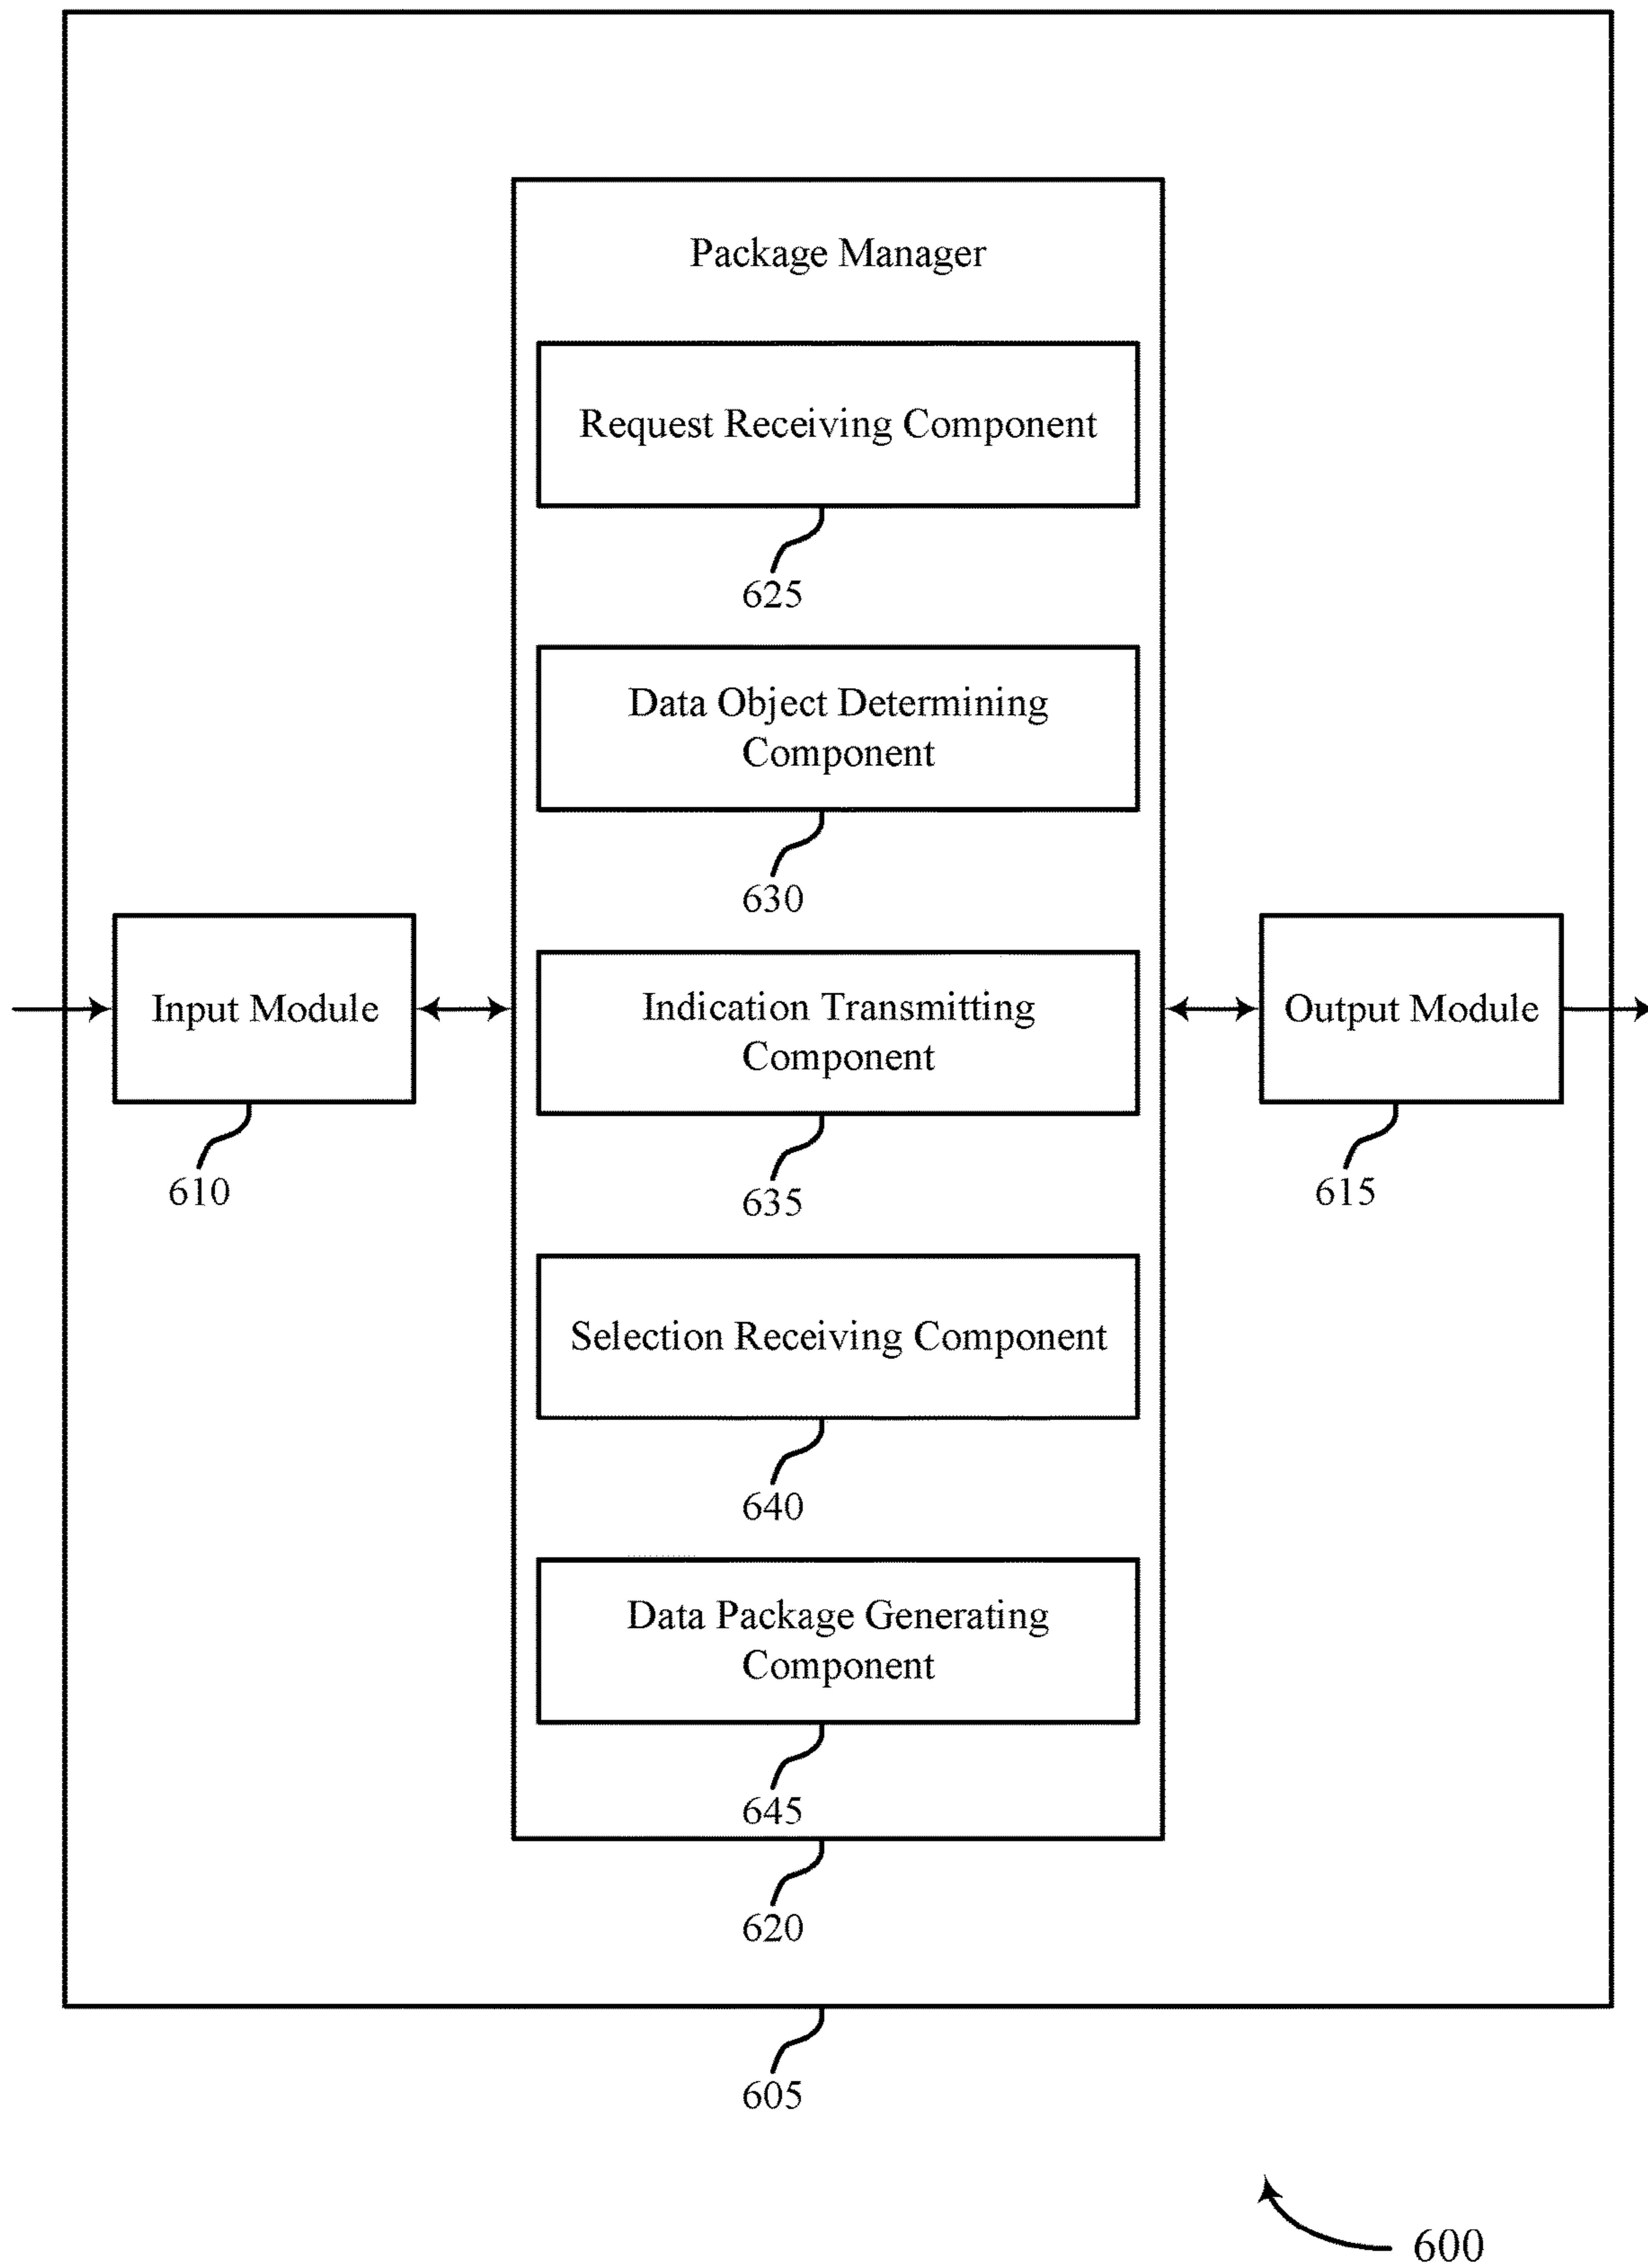 Package Manager
Request Receiving Component
625
Data Object Determining
Component
630
Input Module
610
Indication Transmitting
Component
635
Output Module
615
Selection Receiving Component
640
Data Package Generating
Component
645
620
605
600